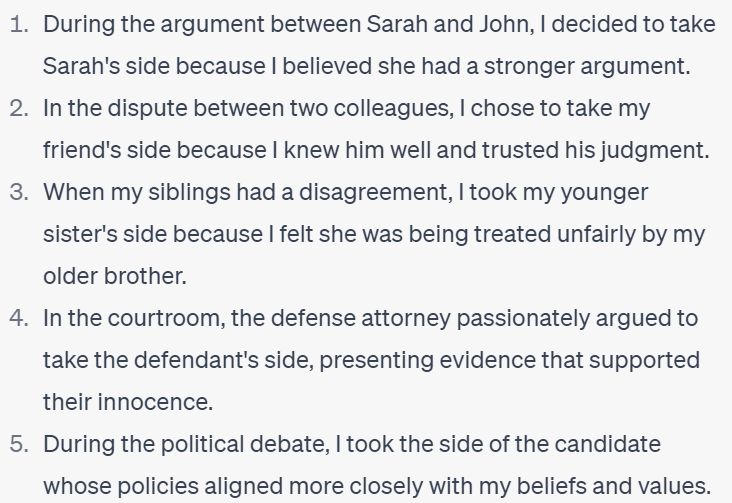 1. During the argument between Sarah and John, I decided to take
Sarah's side because I believed she had a stronger argument.
2. In the dispute between two colleagues, I chose to take my
friend's side because I knew him well and trusted his judgment.
3. When my siblings had a disagreement, I took my younger
sister's side because I felt she was being treated unfairly by my
older brother.
4. In the courtroom, the defense attorney passionately argued to
take the defendant's side, presenting evidence that supported
their innocence.
5. During the political debate, I took the side of the candidate
whose policies aligned more closely with my beliefs and values.